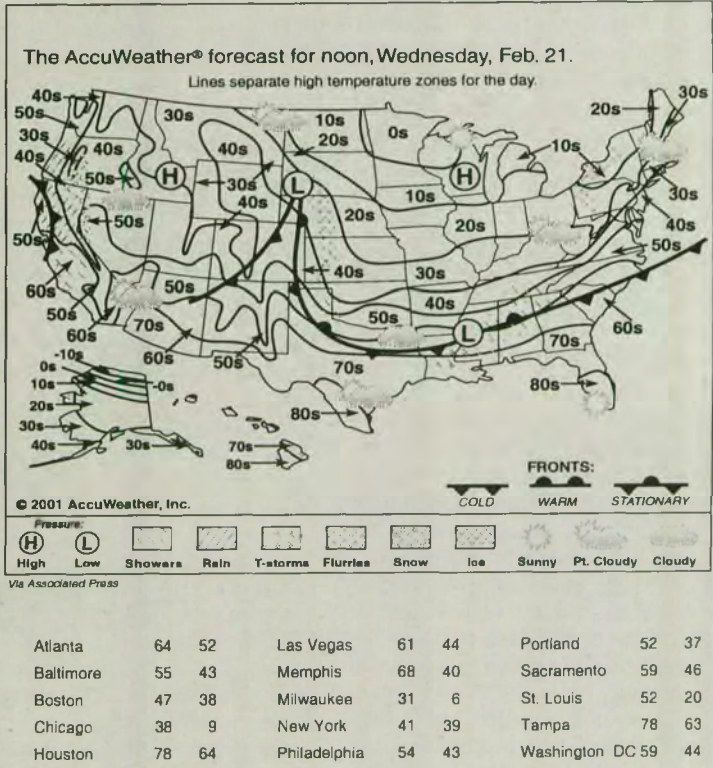 The AccuWeather® forecast for noon, Wednesday, Feb. 21.
Lines separate high temperature zones for the day.
40s
50s
30s
40s
40s
50s
50s
50s
60s
50s
60s
30s
40s
30s
40s
H
L
50s
70s
60s
50s
10s
20s
0s
H
10s
20s
20s
10s
20s
30s
30s
40s
50s
60s
40s
30s
40s
50s
L
70s
70s
80s
80s
-10s
0s
10s
-0s
20s
30s
40s
30s
70s
80s
FRONTS:
COLD WARM STATIONARY
© 2001 AccuWeather, Inc.
Pressure:
H L
High Low Showers Rain T-storms Flurries Snow Ice Sunny Pt. Cloudy Cloudy
Via Associated Press
Atlanta 64 52 Las Vegas 61 44 Portland 52 37
Baltimore 55 43 Memphis 68 40 Sacramento 59 46
Boston 47 38 Milwaukee 31 6 St. Louis 52 20
Chicago 38 9 New York 41 39 Tampa 78 63
Houston 78 64 Philadelphia 54 43 Washington DC 59 44